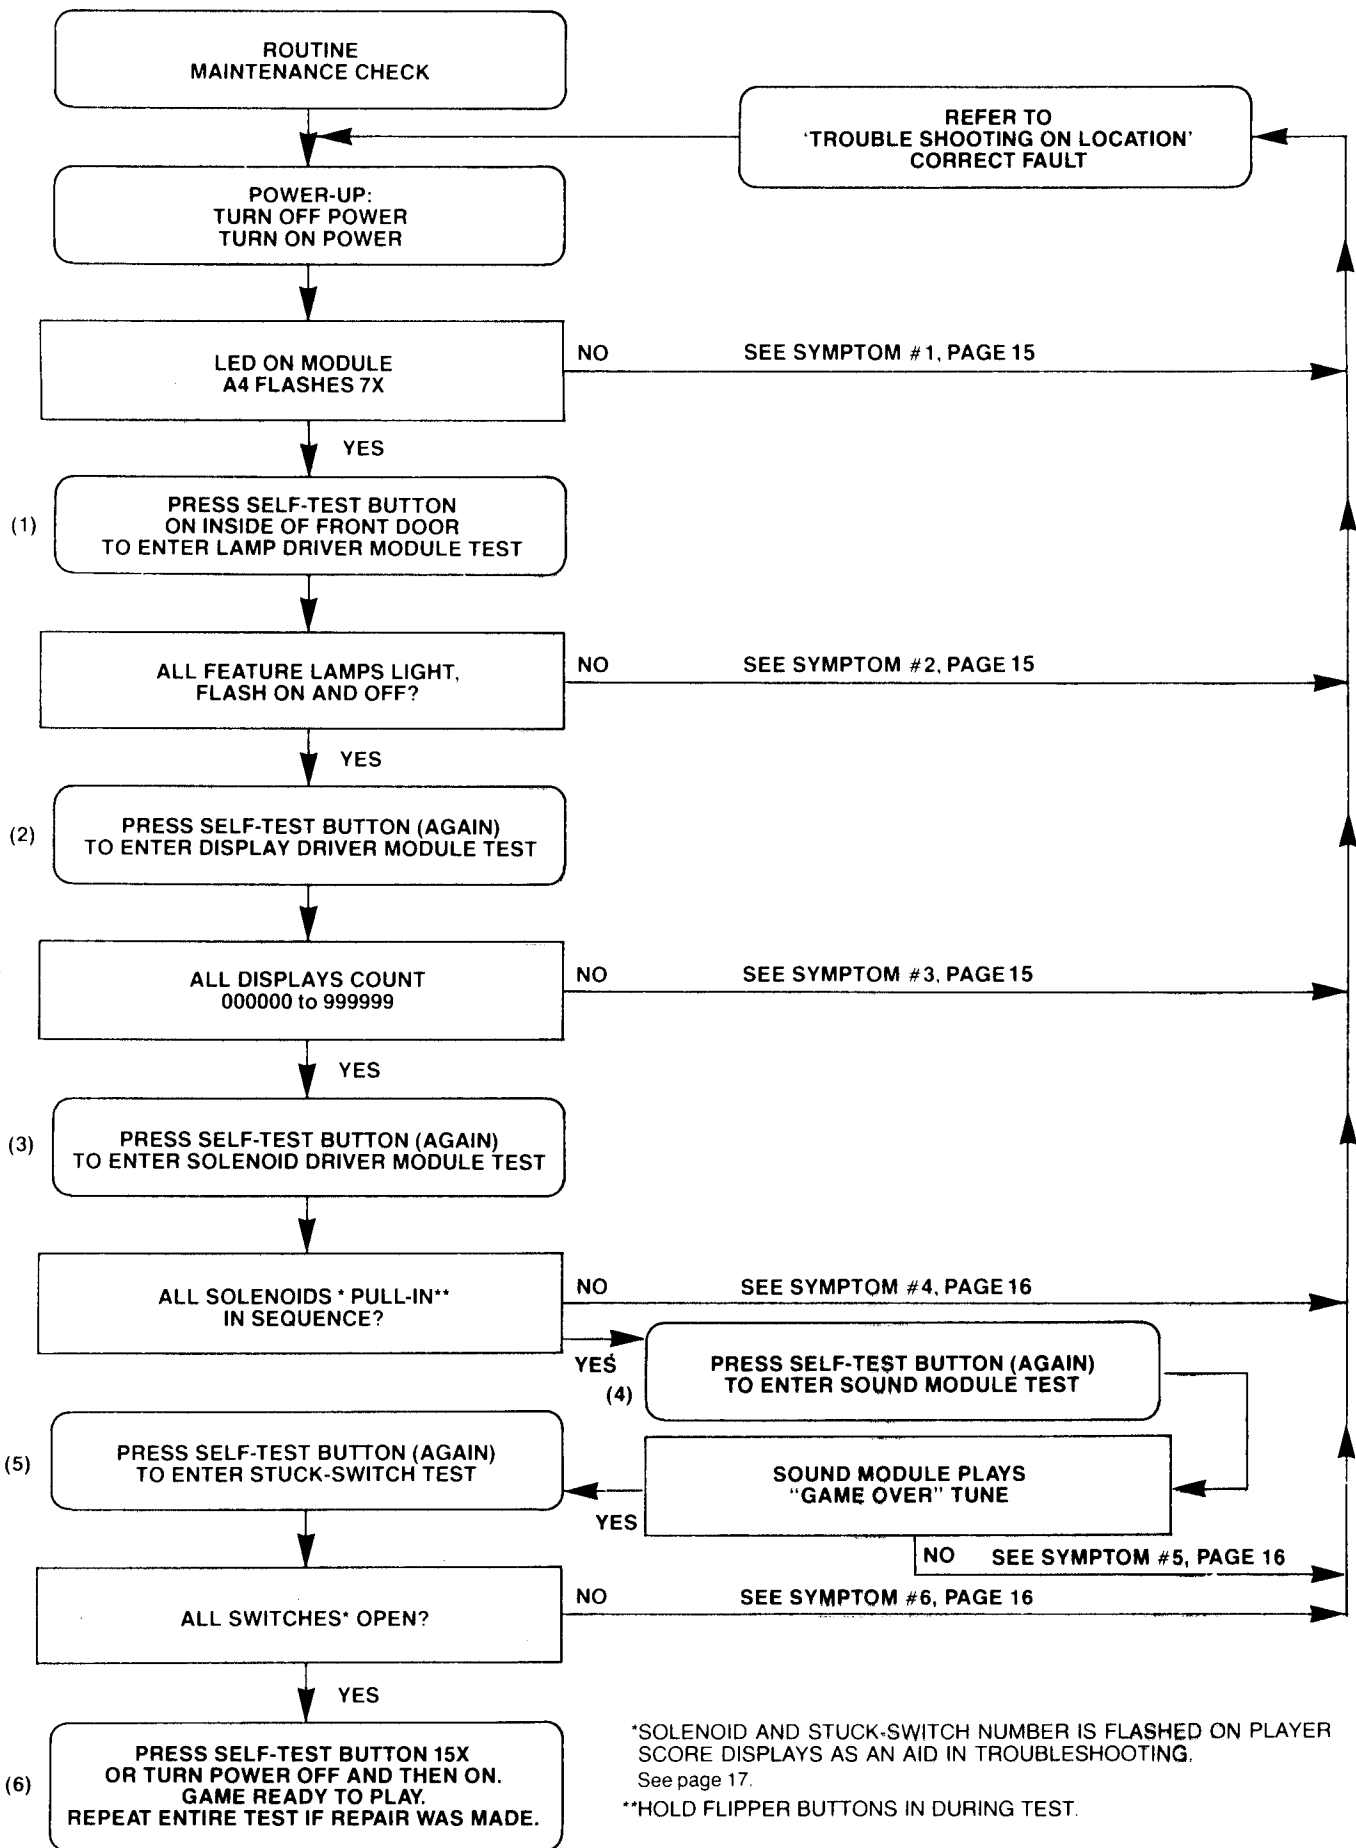 ROUTINE
MAINTENANCE CHECK
REFER TO
'TROUBLE SHOOTING ON LOCATION'
CORRECT FAULT
POWER-UP:
TURN OFF POWER
TURN ON POWER
LED ON MODULE
A4 FLASHES 7X
NO
SEE SYMPTOM #1, PAGE 15
YES
(1)
PRESS SELF-TEST BUTTON
ON INSIDE OF FRONT DOOR
TO ENTER LAMP DRIVER MODULE TEST
ALL FEATURE LAMPS LIGHT,
FLASH ON AND OFF?
NO
SEE SYMPTOM #2, PAGE 15
YES
(2)
PRESS SELF-TEST BUTTON (AGAIN)
TO ENTER DISPLAY DRIVER MODULE TEST
ALL DISPLAYS COUNT
000000 to 999999
NO
SEE SYMPTOM #3, PAGE 15
YES
(3)
PRESS SELF-TEST BUTTON (AGAIN)
TO ENTER SOLENOID DRIVER MODULE TEST
ALL SOLENOIDS * PULL-IN**
IN SEQUENCE?
NO
SEE SYMPTOM #4, PAGE 16
YES
(4)
PRESS SELF-TEST BUTTON (AGAIN)
TO ENTER SOUND MODULE TEST
SOUND MODULE PLAYS
"GAME OVER" TUNE
YES
NO
SEE SYMPTOM #5, PAGE 16
(5)
PRESS SELF-TEST BUTTON (AGAIN)
TO ENTER STUCK-SWITCH TEST
ALL SWITCHES* OPEN?
NO
SEE SYMPTOM #6, PAGE 16
YES
(6)
PRESS SELF-TEST BUTTON 15X
OR TURN POWER OFF AND THEN ON.
GAME READY TO PLAY.
REPEAT ENTIRE TEST IF REPAIR WAS MADE.
*SOLENOID AND STUCK-SWITCH NUMBER IS FLASHED ON PLAYER
SCORE DISPLAYS AS AN AID IN TROUBLESHOOTING.
See page 17.
**HOLD FLIPPER BUTTONS IN DURING TEST.